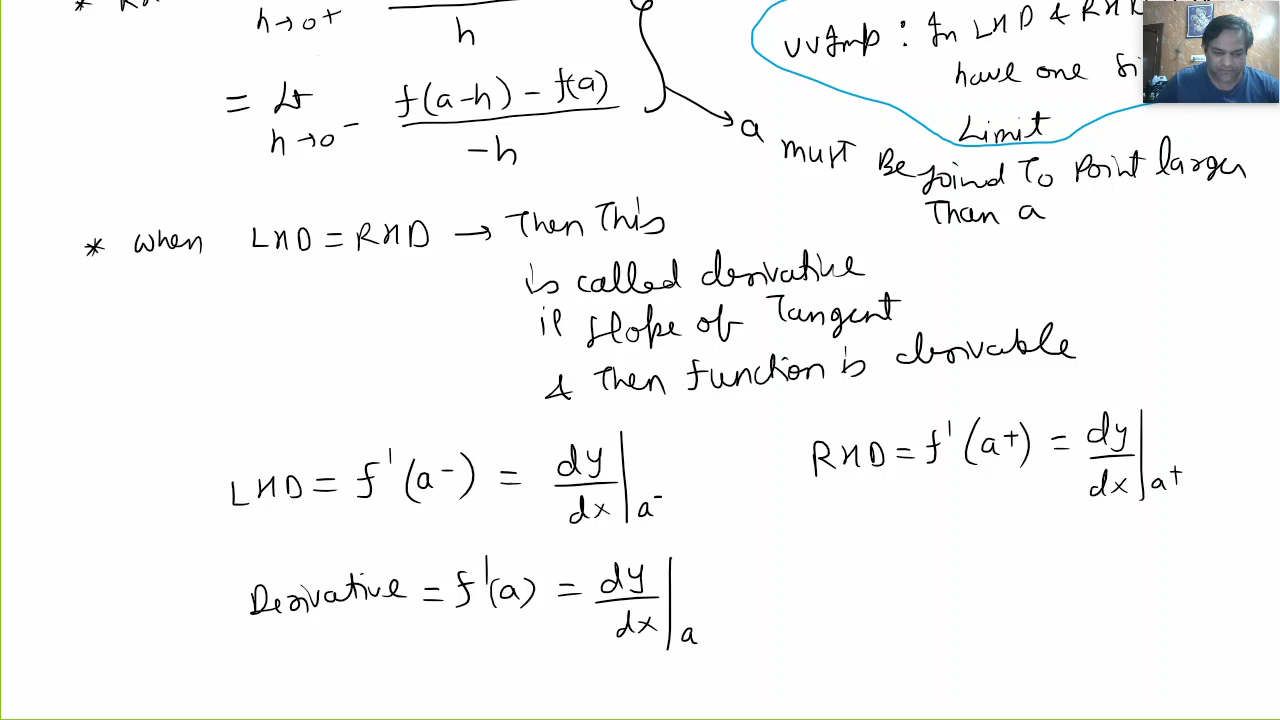 h→0+ h
= Lt f(a-h) - f(a)
h→0- -h
vvImp : In LHD & RHD
have one
Limit
a must Be joined To Point larger
Than a
* when LHD = RHD → Then This
is called derivative
ie slope of Tangent
& Then function is derivable
LHD = f'(a-) = dy/dx | a-
RHD = f'(a+) = dy/dx | a+
Derivative = f'(a) = dy/dx | a